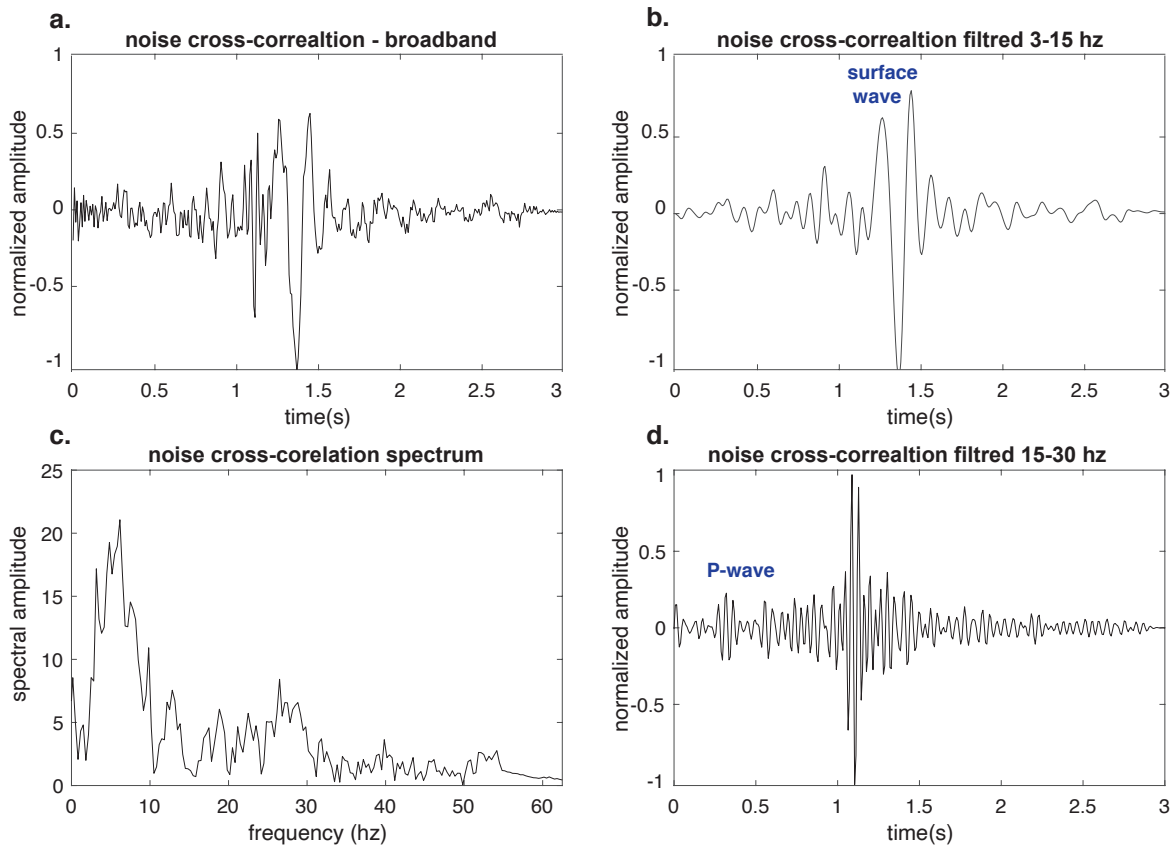 a.
noise cross-correaltion - broadband
1
0.5
0
-0.5
-1
normalized amplitude
0 0.5 1 1.5 2 2.5 3
time(s)
b.
noise cross-correaltion filtred 3-15 hz
surface
wave
1
0.5
0
-0.5
-1
normalized amplitude
0 0.5 1 1.5 2 2.5 3
time(s)
c.
noise cross-corelation spectrum
25
20
15
10
5
0
spectral amplitude
0 10 20 30 40 50 60
frequency (hz)
d.
noise cross-correaltion filtred 15-30 hz
P-wave
1
0.5
0
-0.5
-1
normalized amplitude
0 0.5 1 1.5 2 2.5 3
time(s)